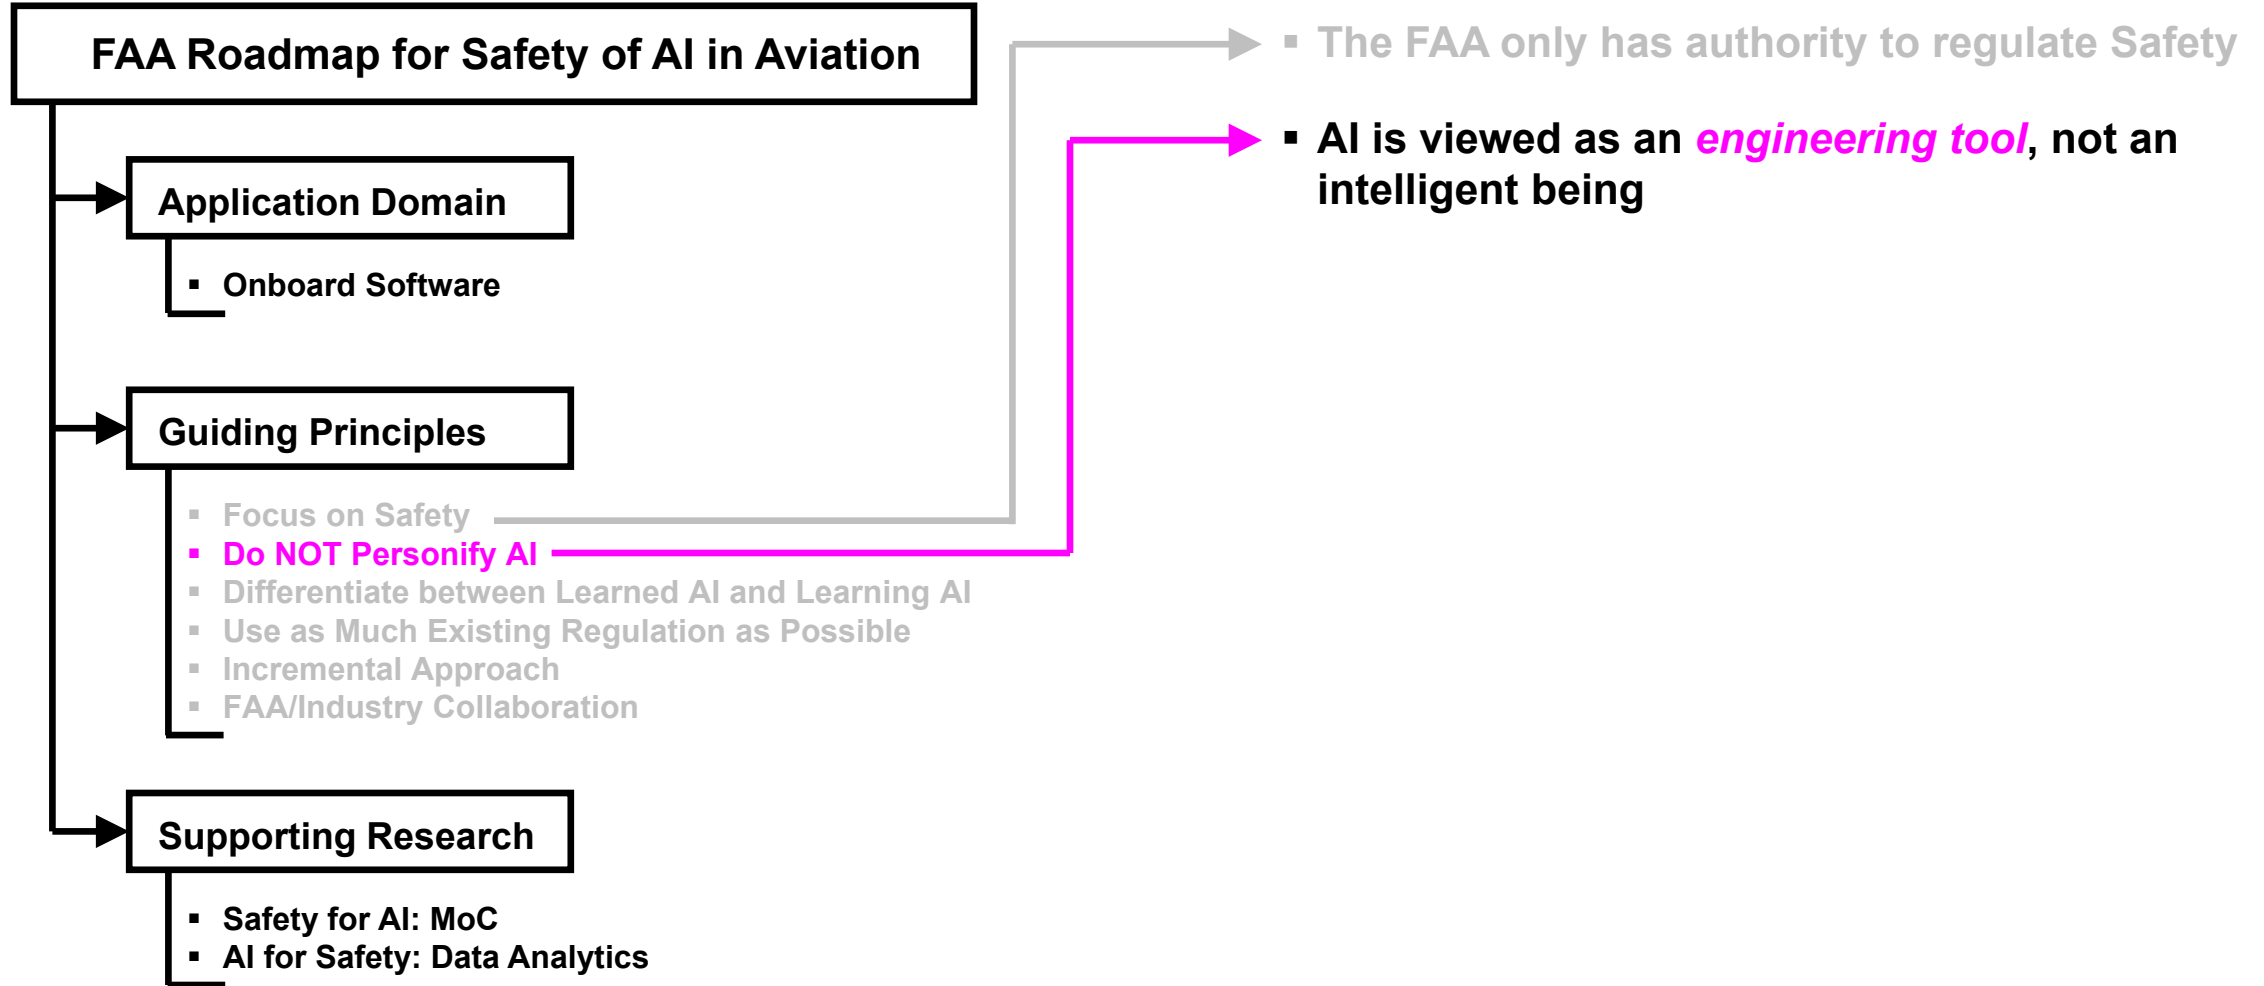 FAA Roadmap for Safety of AI in Aviation
Application Domain
▪ Onboard Software
Guiding Principles
▪ Focus on Safety
▪ Do NOT Personify AI
▪ Differentiate between Learned AI and Learning AI
▪ Use as Much Existing Regulation as Possible
▪ Incremental Approach
▪ FAA/Industry Collaboration
Supporting Research
▪ Safety for AI: MoC
▪ AI for Safety: Data Analytics
▪ The FAA only has authority to regulate Safety
▪ AI is viewed as an engineering tool, not an
intelligent being